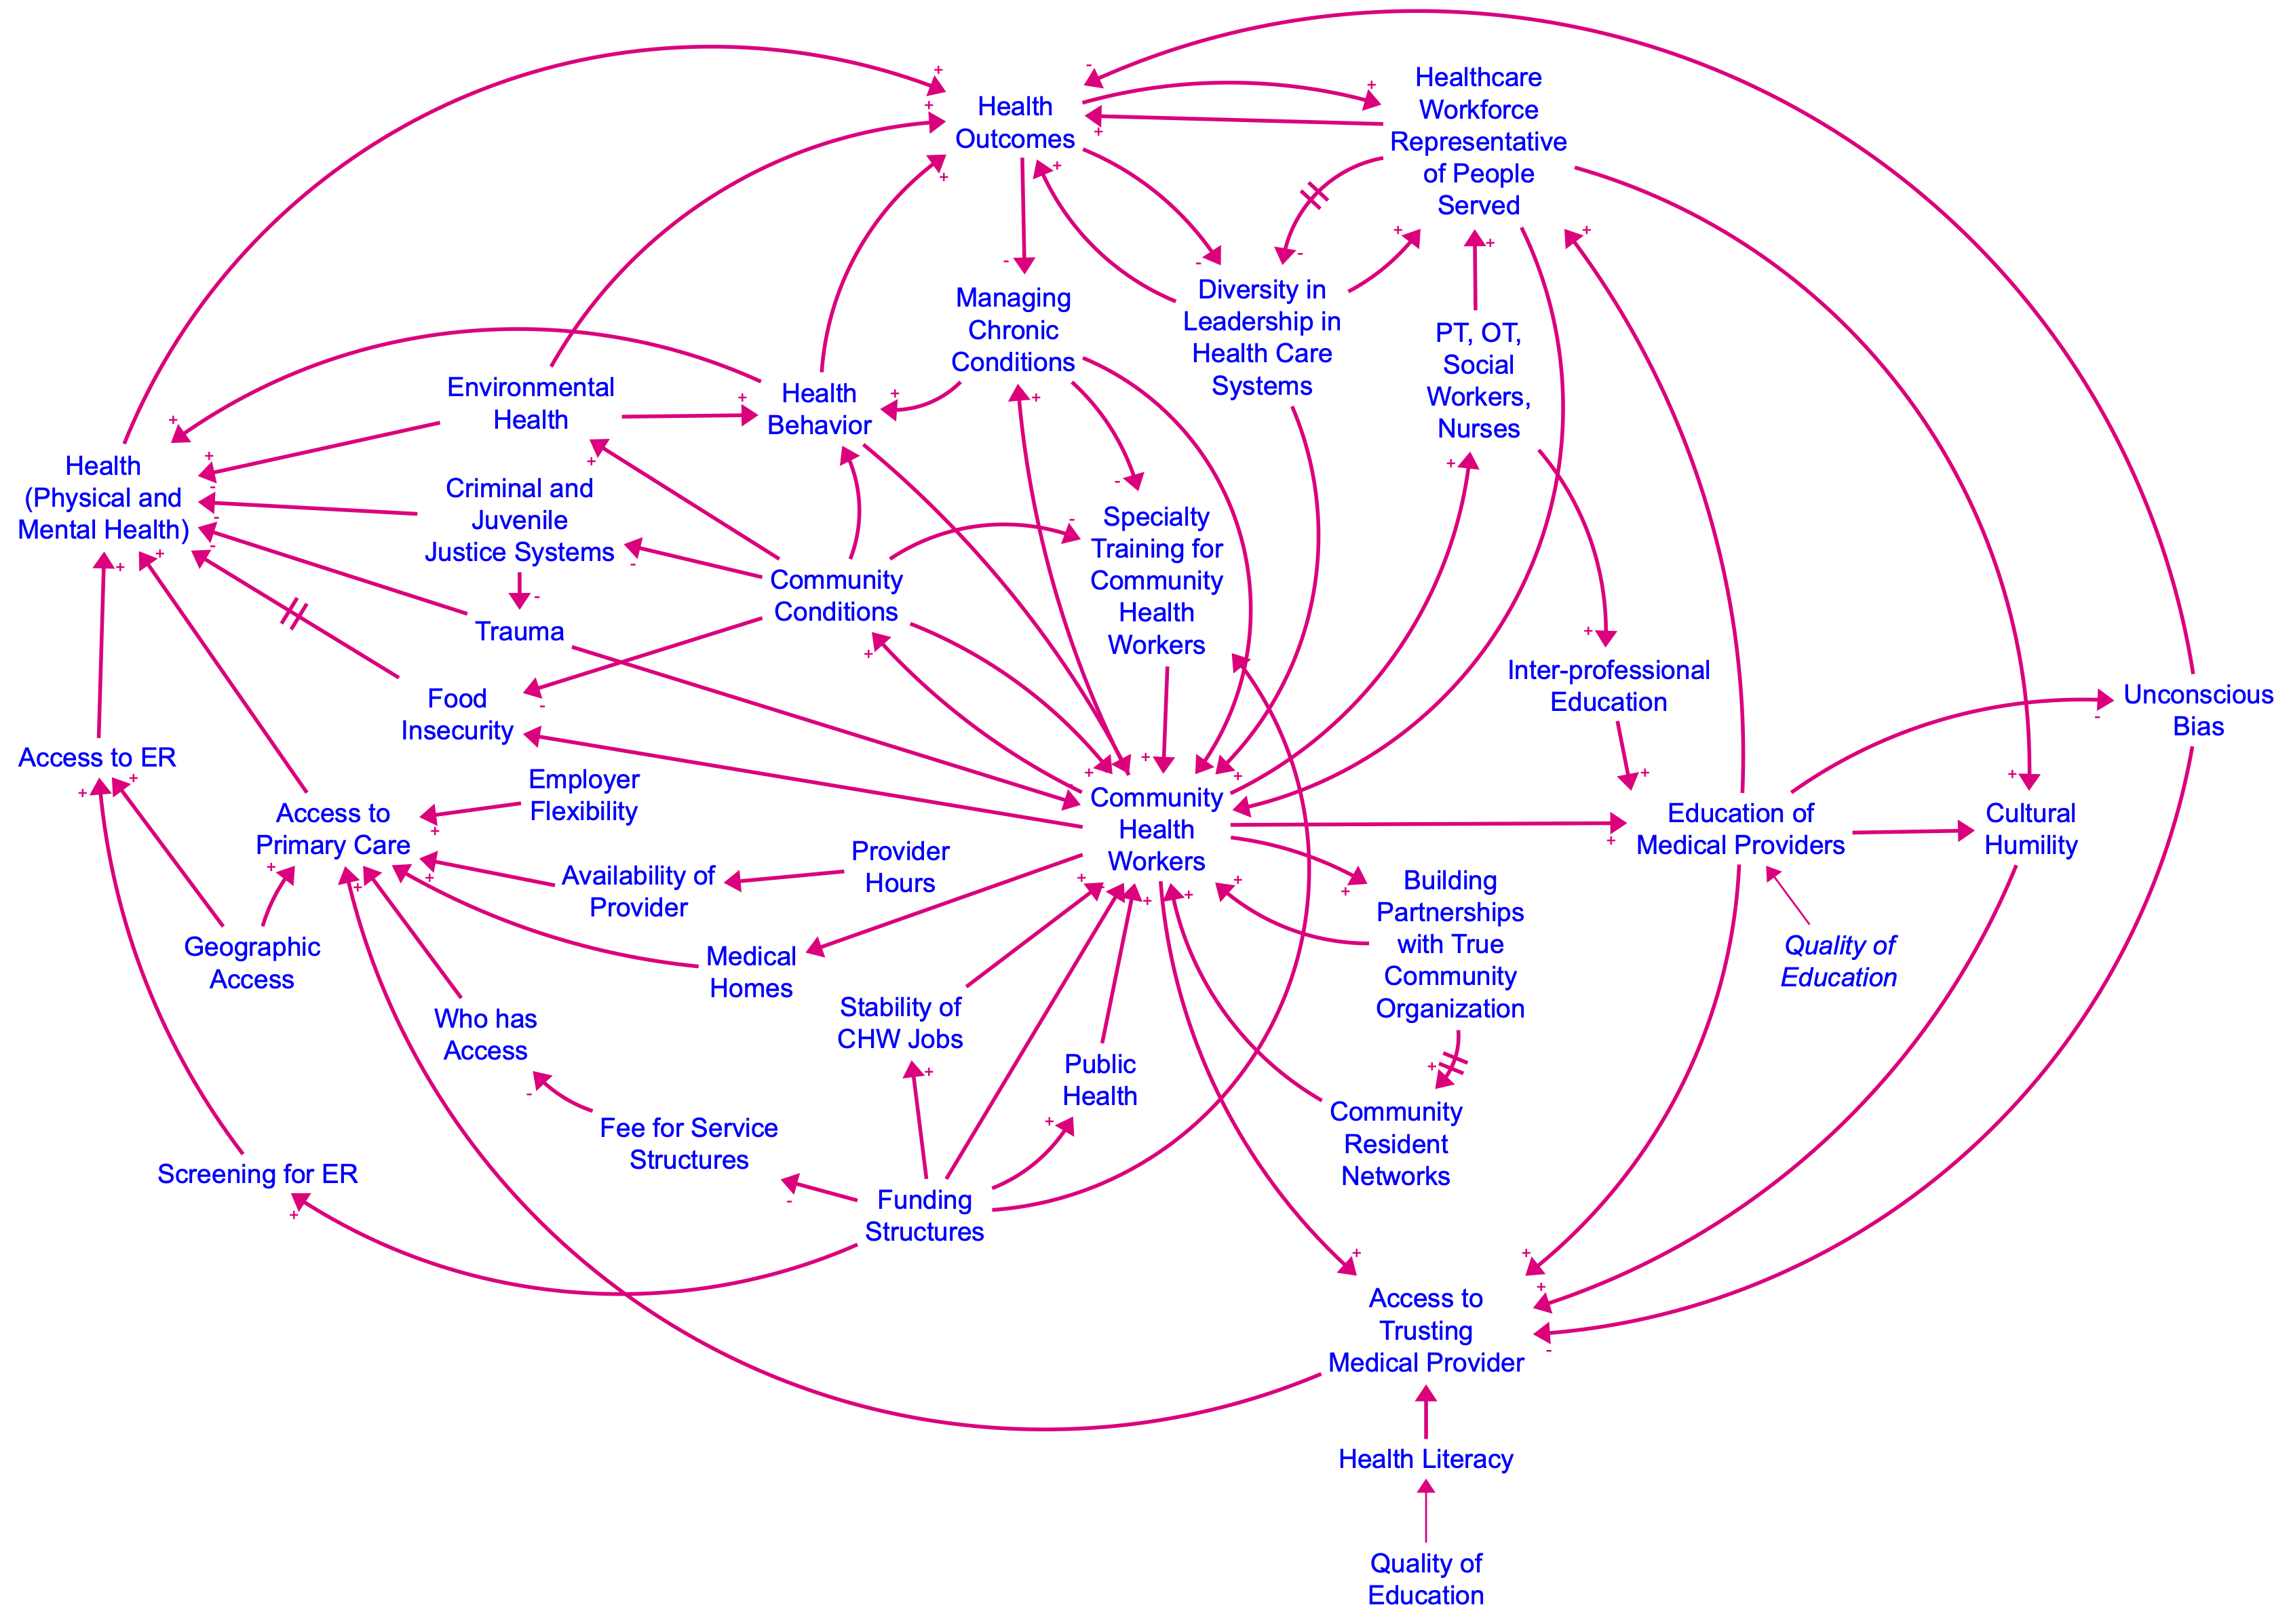 Health
Outcomes
Healthcare
Workforce
Representative
of People
Served
Managing
Chronic
Conditions
Diversity in
Leadership in
Health Care
Systems
PT, OT,
Social
Workers,
Nurses
Environmental
Health
Health
Behavior
Health
(Physical and
Mental Health)
Criminal and
Juvenile
Justice Systems
Specialty
Training for
Community
Health
Workers
Community
Conditions
Trauma
Food
Insecurity
Inter-professional
Education
Unconscious
Bias
Access to ER
Employer
Flexibility
Access to
Primary Care
Community
Health
Workers
Education of
Medical Providers
Cultural
Humility
Provider
Hours
Availability of
Provider
Building
Partnerships
with True
Community
Organization
Quality of
Education
Geographic
Access
Medical
Homes
Stability of
CHW Jobs
Who has
Access
Public
Health
Community
Resident
Networks
Fee for Service
Structures
Screening for ER
Funding
Structures
Access to
Trusting
Medical Provider
Health Literacy
Quality of
Education